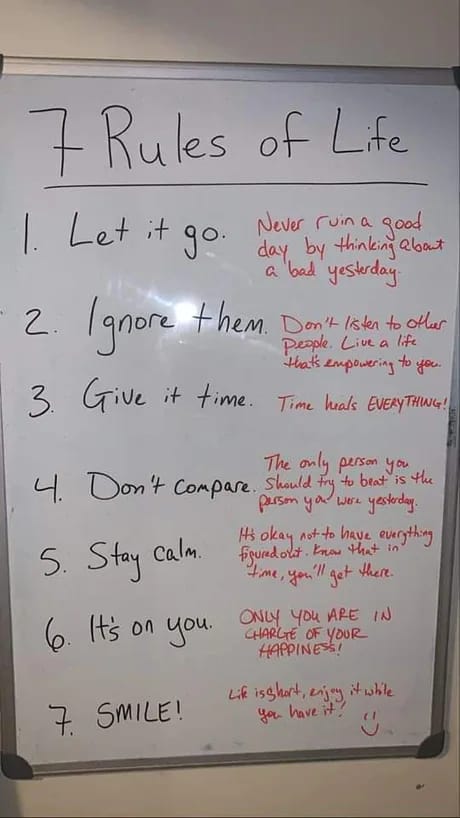 7 Rules of Life
1. Let it go.
Never ruin a good
day by thinking about
a bad yesterday.
2. Ignore them.
Don't listen to other
people. Live a life
that's empowering to you.
3. Give it time.
Time heals EVERYTHING!
4. Don't compare.
The only person you
should try to beat is the
person you were yesterday.
5. Stay calm.
It's okay not to have everything
figured out. Know that in
time, you'll get there.
6. It's on you.
ONLY YOU ARE IN
CHARGE OF YOUR
HAPPINESS!
7. SMILE!
Life is short, enjoy it while
you have it!